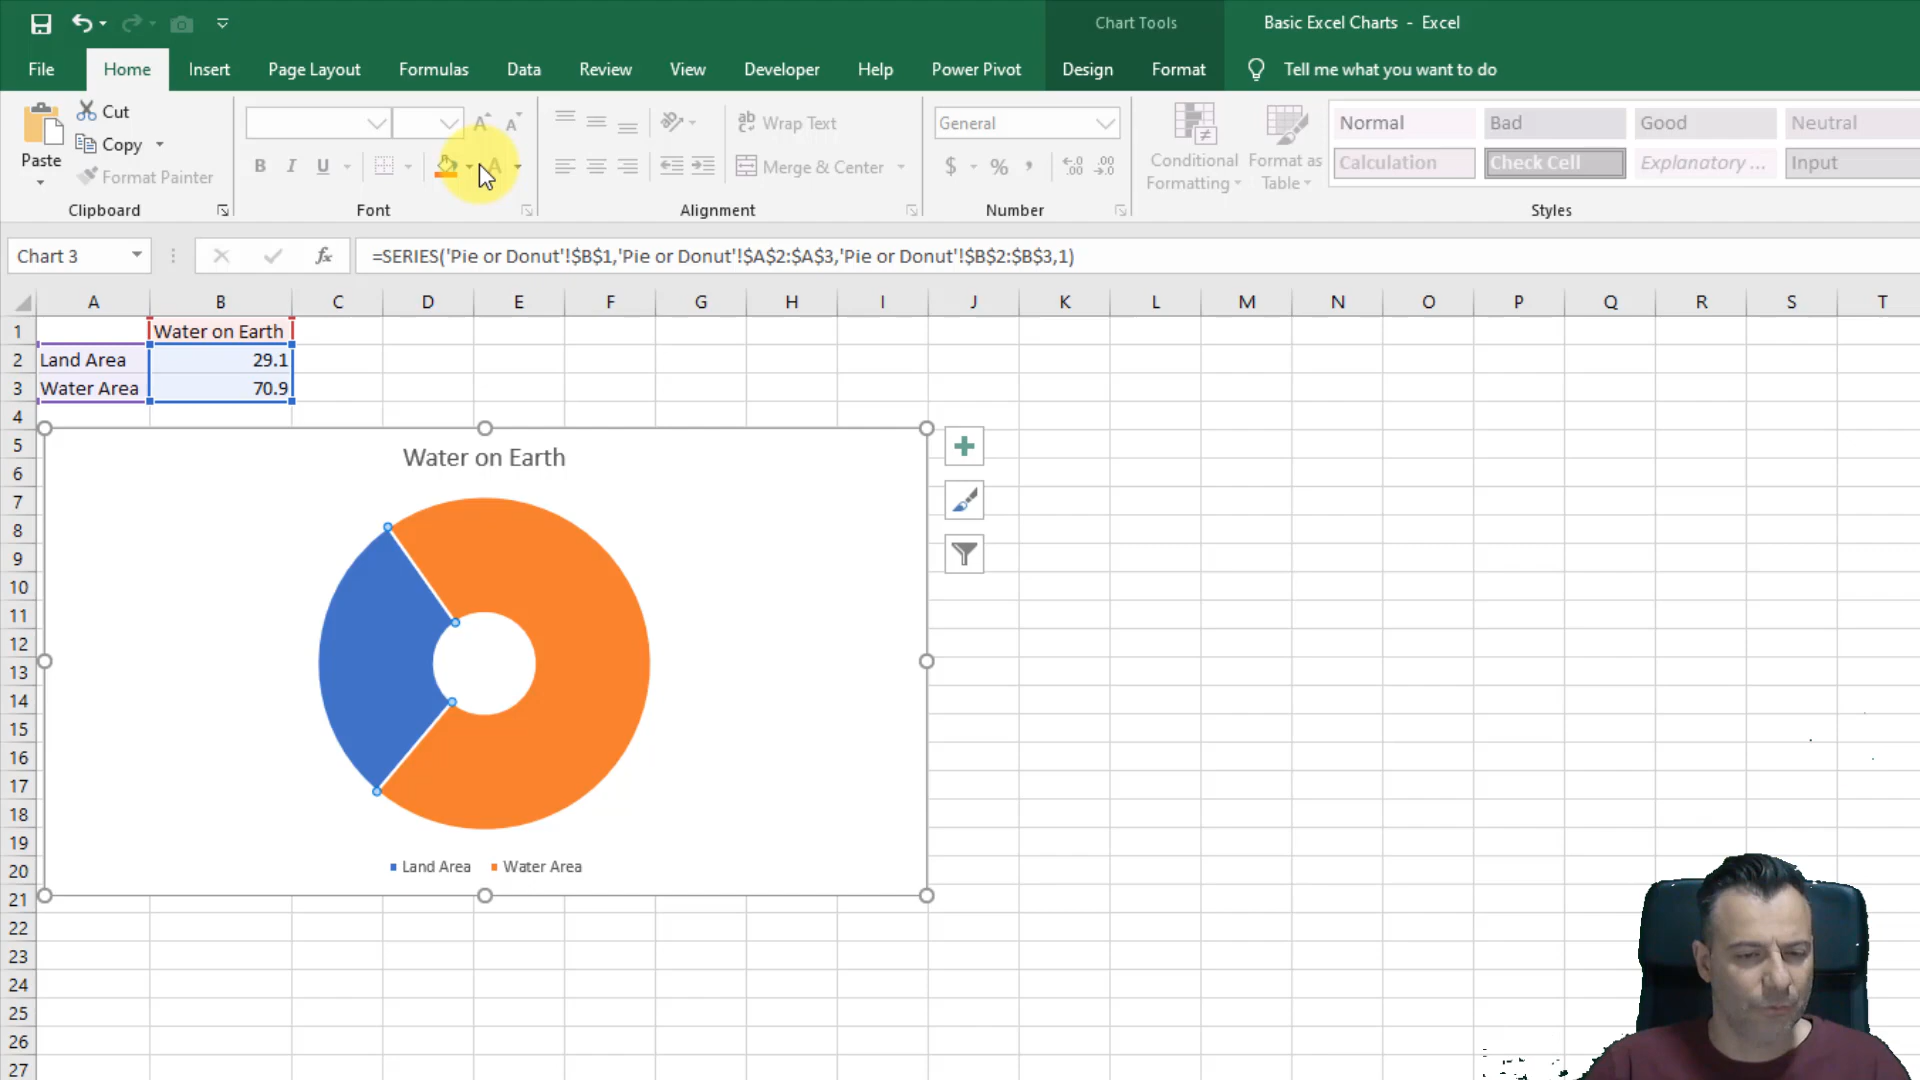 Chart Tools
Basic Excel Charts - Excel
File Home Insert Page Layout Formulas Data Review View Developer Help Power Pivot Design Format Tell me what you want to do
Paste
Cut
Copy
Format Painter
Clipboard
B I U
Font
Wrap Text
Merge & Center
Alignment
General
$ % ,
Number
Conditional Formatting
Format as Table
Normal Bad Good Neutral
Calculation Check Cell Explanatory ... Input
Styles
Chart 3
fx
=SERIES('Pie or Donut'!$B$1,'Pie or Donut'!$A$2:$A$3,'Pie or Donut'!$B$2:$B$3,1)
A B C D E F G H I J K L M N O P Q R S T
1 Water on Earth
2 Land Area 29.1
3 Water Area 70.9
4
5
6
7
8
9
10
11
12
13
14
15
16
17
18
19
20
21
22
23
24
25
26
27
Water on Earth
Land Area Water Area